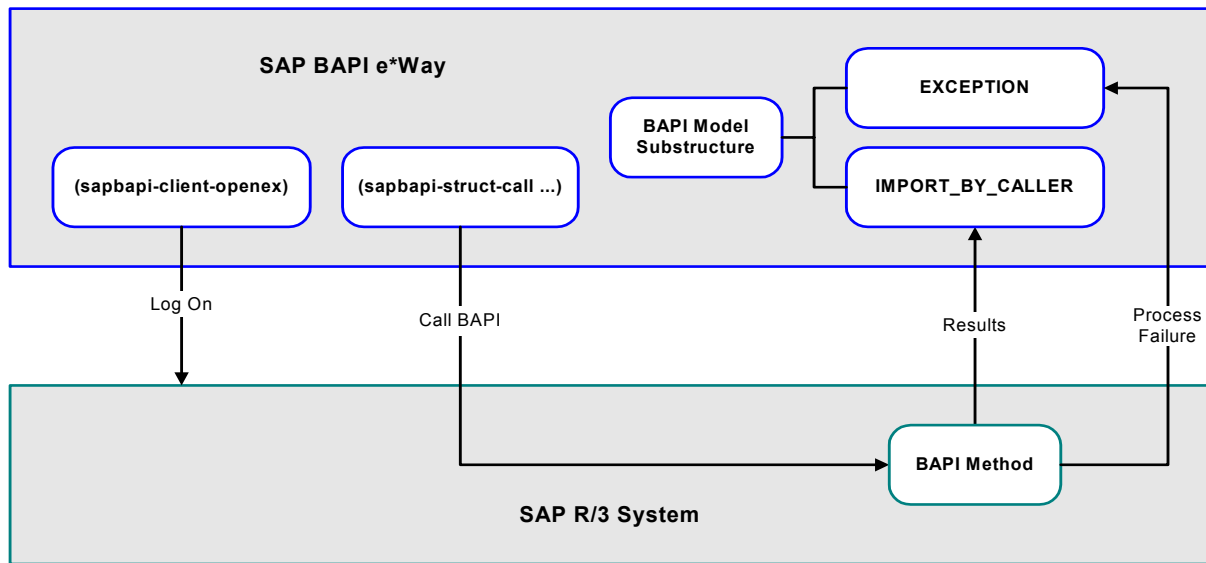 SAP BAPI e*Way
EXCEPTION
BAPI Model
Substructure
(sapbapi-client-openex)
(sapbapi-struct-call ...)
IMPORT_BY_CALLER
Log On
Call BAPI
Results
Process
Failure
BAPI Method
SAP R/3 System